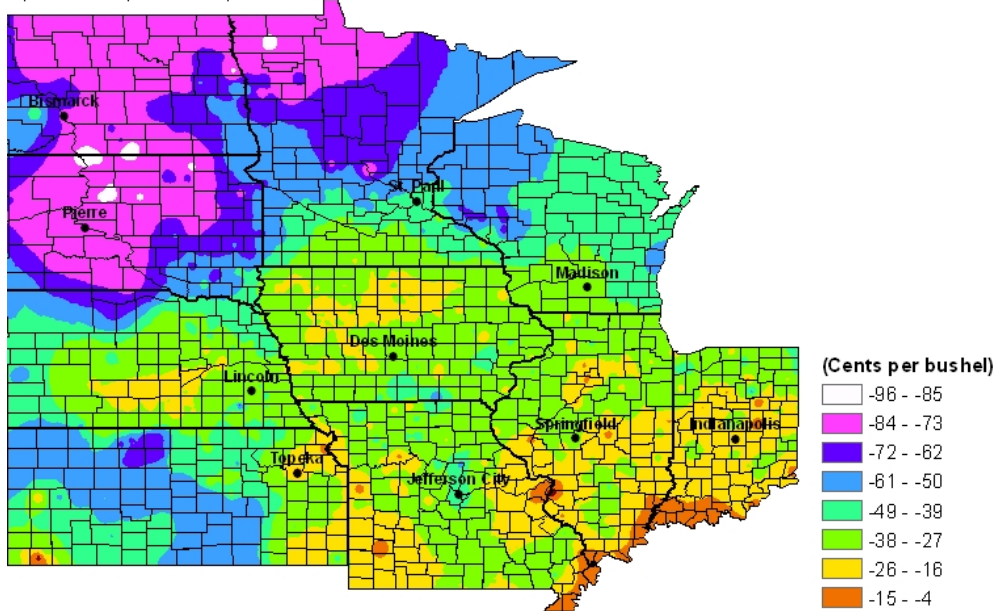 Bismarck
Pierre
St. Paul
Madison
Des Moines
Lincoln
Springfield
Indianapolis
Topeka
Jefferson City
(Cents per bushel)
-96 - -85
-84 - -73
-72 - -62
-61 - -50
-49 - -39
-38 - -27
-26 - -16
-15 - -4